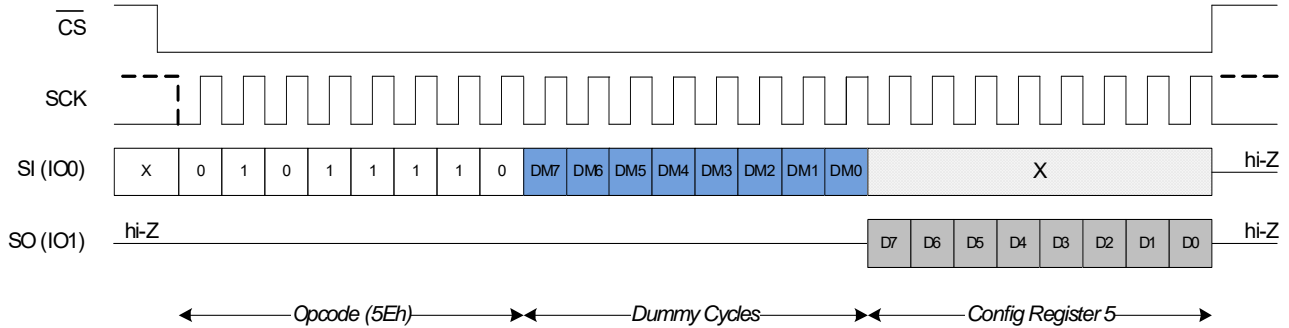 CS
SCK
SI (IO0) X 0 1 0 1 1 1 1 0 DM7 DM6 DM5 DM4 DM3 DM2 DM1 DM0 X hi-Z
SO (IO1) hi-Z D7 D6 D5 D4 D3 D2 D1 D0 hi-Z
Opcode (5Eh) Dummy Cycles Config Register 5